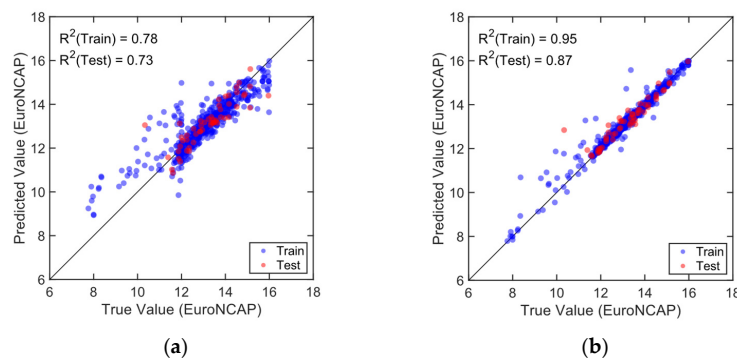 R²(Train) = 0.78
R²(Test) = 0.73
18
16
14
12
10
8
6
6 8 10 12 14 16 18
Predicted Value (EuroNCAP)
True Value (EuroNCAP)
Train
Test
(a)
R²(Train) = 0.95
R²(Test) = 0.87
18
16
14
12
10
8
6
6 8 10 12 14 16 18
Predicted Value (EuroNCAP)
True Value (EuroNCAP)
Train
Test
(b)